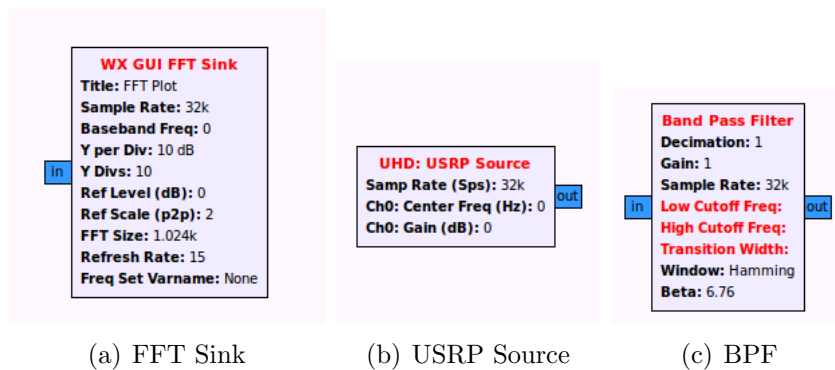 WX GUI FFT Sink
Title: FFT Plot
Sample Rate: 32k
Baseband Freq: 0
Y per Div: 10 dB
in
Y Divs: 10
Ref Level (dB): 0
Ref Scale (p2p): 2
FFT Size: 1.024k
Refresh Rate: 15
Freq Set Varname: None
(a) FFT Sink
UHD: USRP Source
Samp Rate (Sps): 32k
out
Ch0: Center Freq (Hz): 0
Ch0: Gain (dB): 0
(b) USRP Source
Band Pass Filter
Decimation: 1
Gain: 1
Sample Rate: 32k
in
Low Cutoff Freq:
out
High Cutoff Freq:
Transition Width:
Window: Hamming
Beta: 6.76
(c) BPF